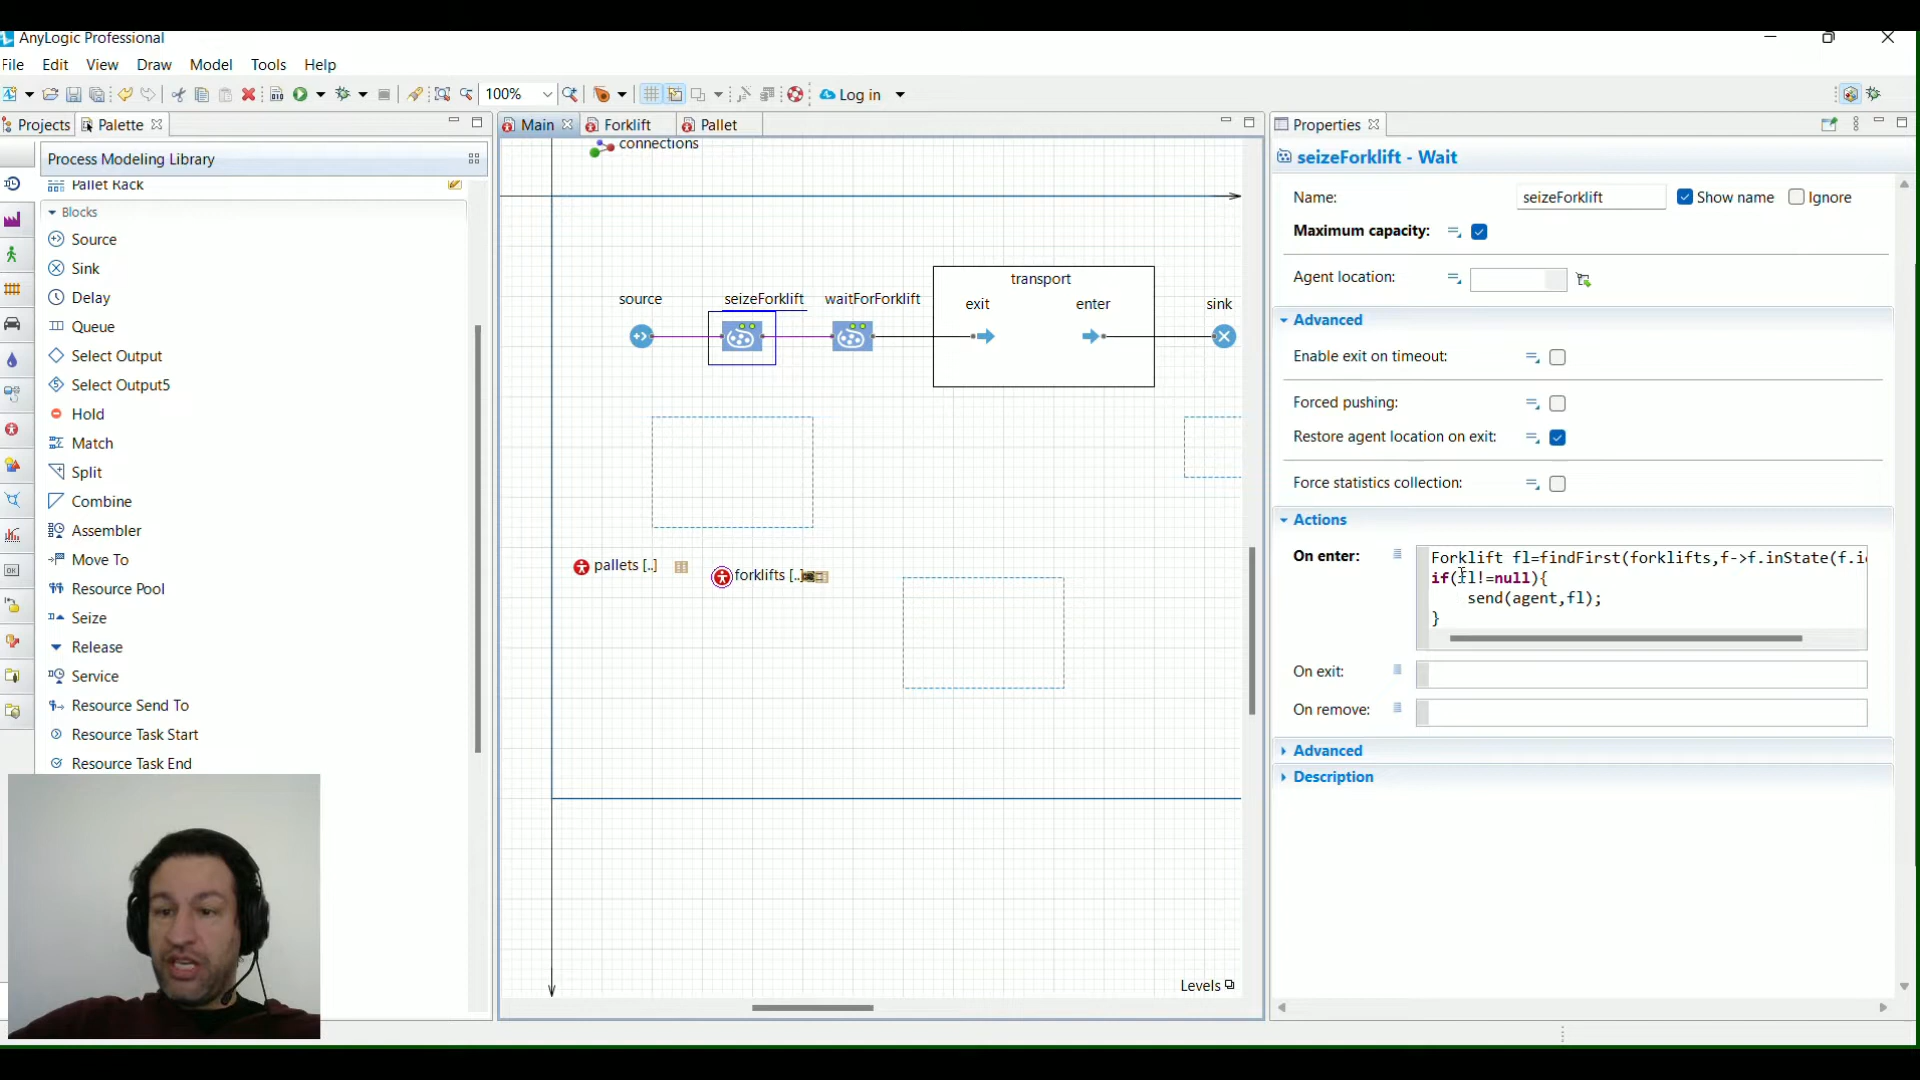 AnyLogic Professional
File Edit View Draw Model Tools Help
100%
Log in
Projects
Palette
Main
Forklift
Pallet
Properties
Process Modeling Library
Pallet Rack
Blocks
Source
Sink
Delay
Queue
Select Output
Select Output5
Hold
Match
Split
Combine
Assembler
Move To
Resource Pool
Seize
Release
Service
Resource Send To
Resource Task Start
Resource Task End
connections
source
seizeForklift
waitForForklift
transport
exit
enter
sink
pallets [..]
forklifts [..]
Levels
seizeForklift - Wait
Name: seizeForklift Show name Ignore
Maximum capacity:
Agent location:
Advanced
Enable exit on timeout:
Forced pushing:
Restore agent location on exit:
Force statistics collection:
Actions
On enter:
Forklift fl=findFirst(forklifts,f->f.inState(f.i
if(fl!=null){
send(agent,fl);
}
On exit:
On remove:
Advanced
Description